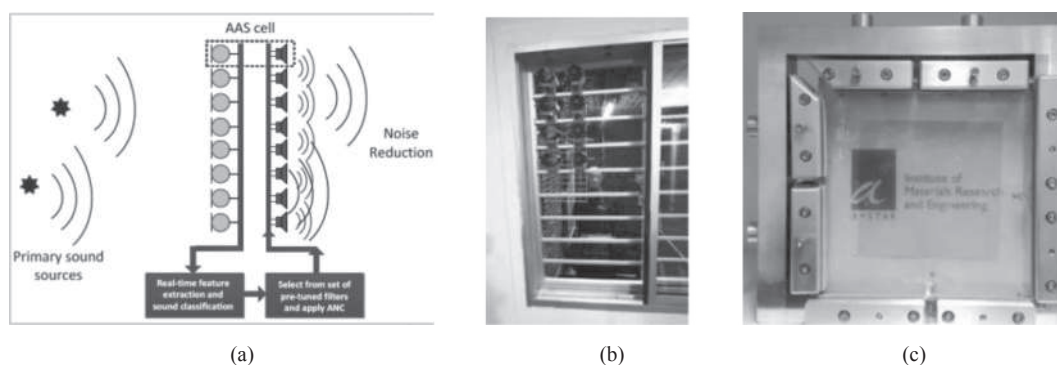 AAS cell
Noise
Reduction
Primary sound
sources
Real-time feature
extraction and
sound classification
Select from set of
pre-tuned filters
and apply ANC
Institute of
Materials Research
and Engineering
(a)
(b)
(c)